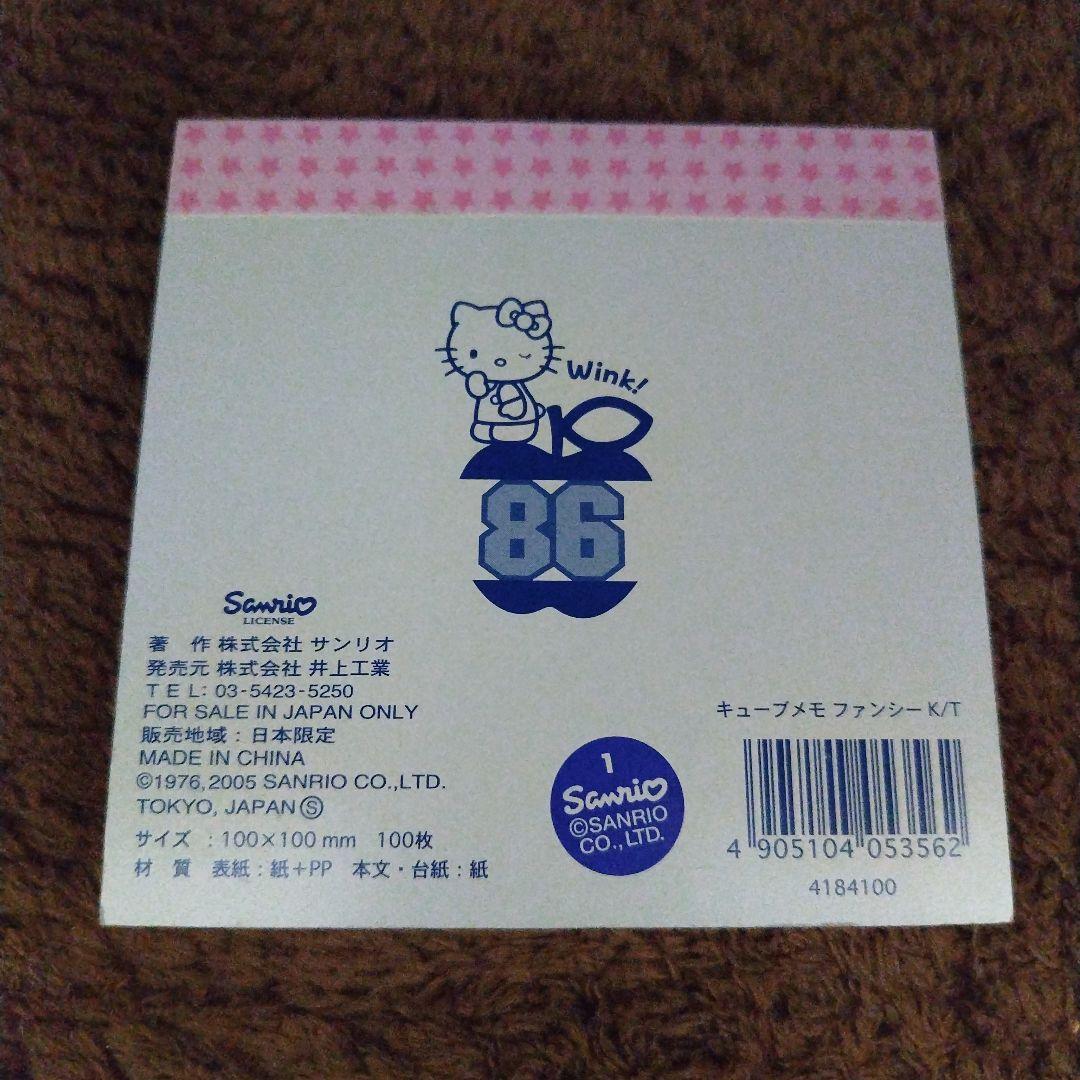 Wink!
86
Sanrio
LICENSE
著 作 株式会社 サンリオ
発売元 株式会社 井上工業
TEL: 03-5423-5250
FOR SALE IN JAPAN ONLY
販売地域:日本限定
MADE IN CHINA
©1976,2005 SANRIO CO.,LTD.
TOKYO, JAPAN Ⓢ
サイズ :100×100mm 100枚
材 質 表紙:紙+PP 本文・台紙:紙
1
Sanrio
©SANRIO
CO., LTD.
キューブメモ ファンシー K/T
4 905104 053562
4184100